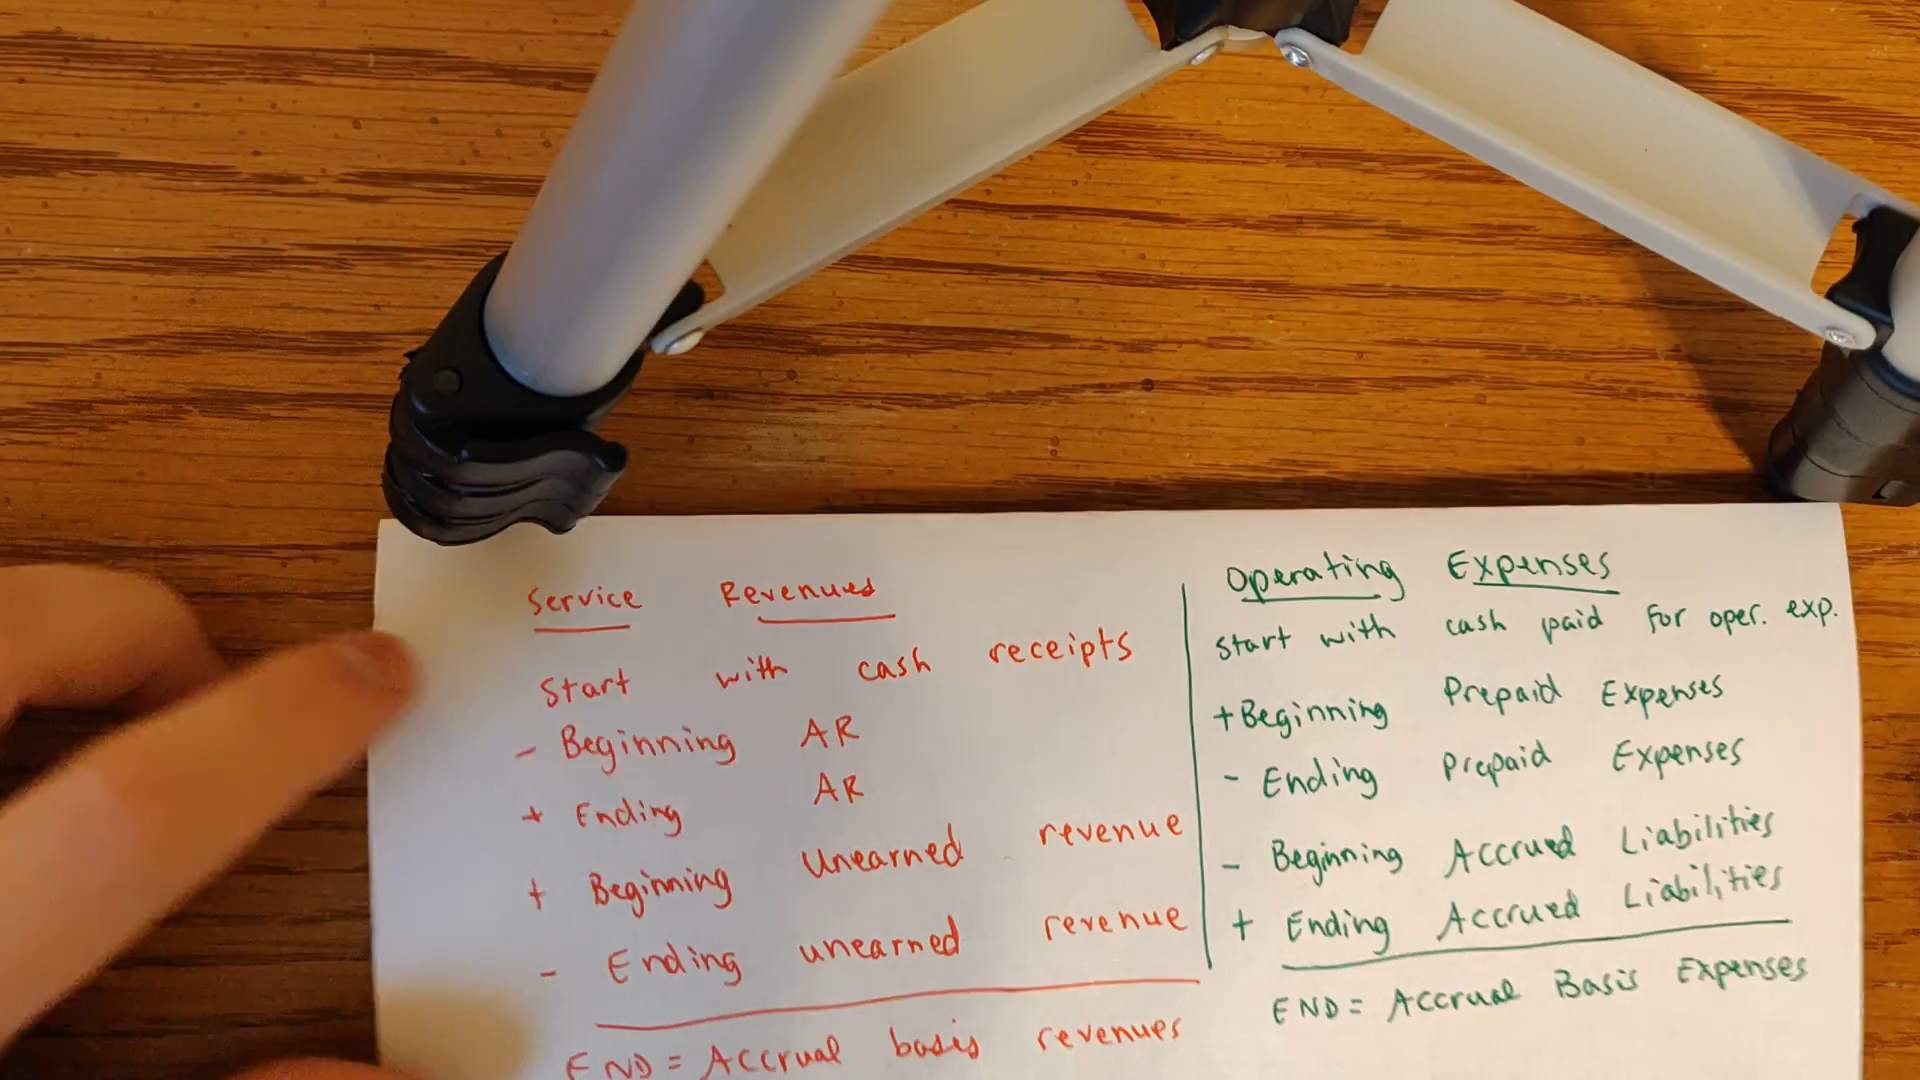 Service Revenues
Start with cash receipts
- Beginning AR
+ Ending AR
+ Beginning Unearned revenue
- Ending unearned revenue
END = Accrual basis revenues
Operating Expenses
Start with cash paid for oper. exp.
+ Beginning Prepaid Expenses
- Ending Prepaid Expenses
- Beginning Accrued Liabilities
+ Ending Accrued Liabilities
END = Accrual Basis Expenses